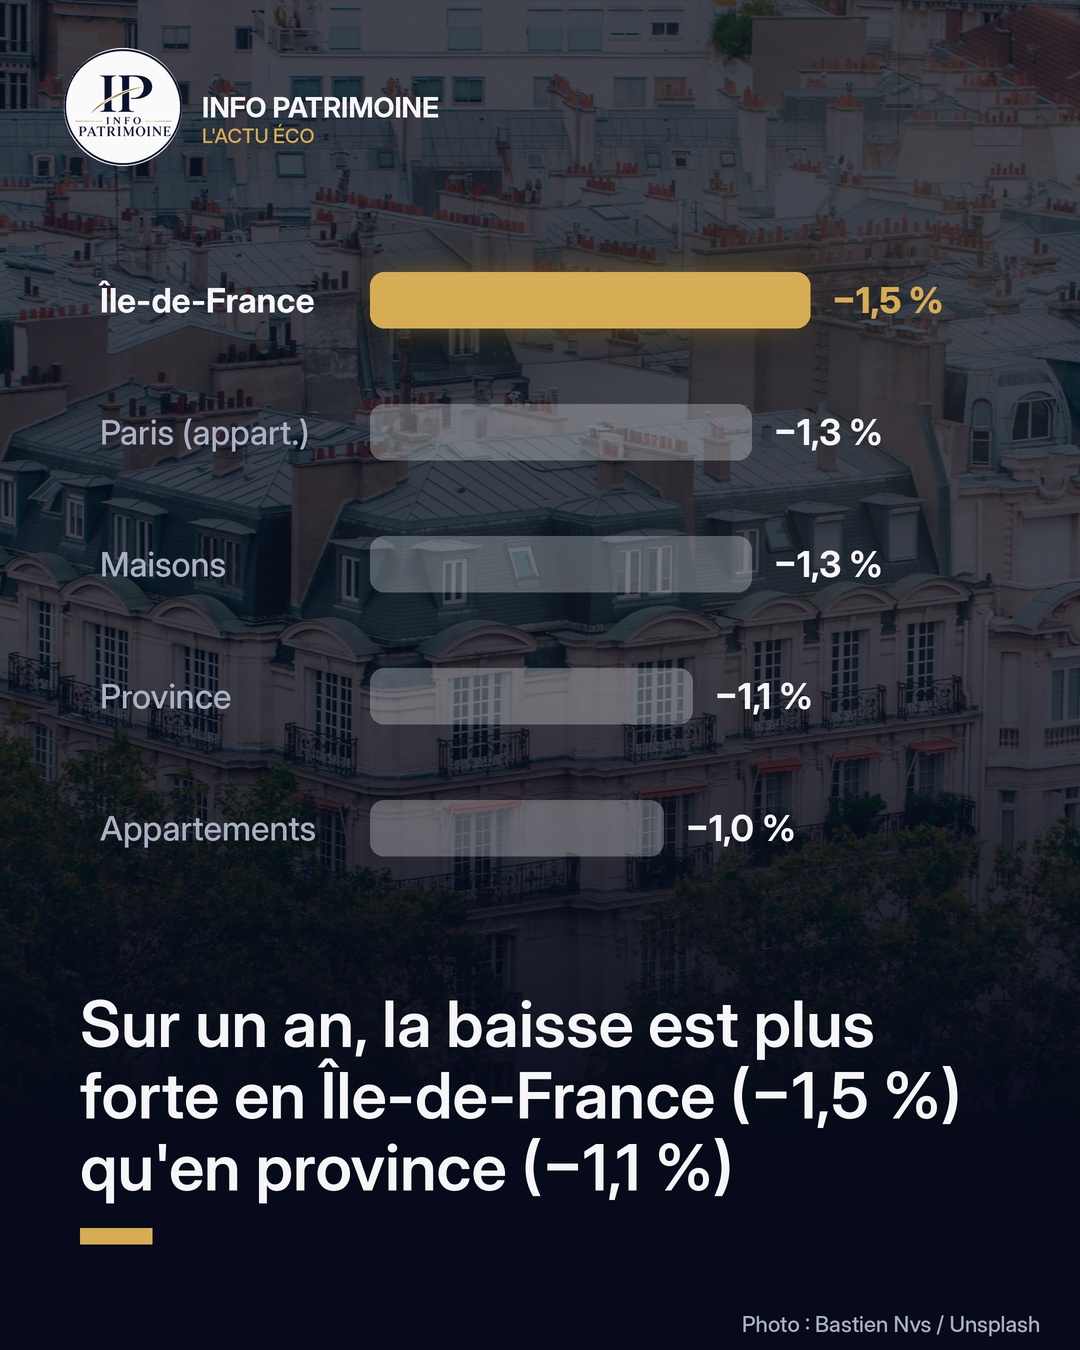 IP
INFO
PATRIMOINE
INFO PATRIMOINE
L'ACTU ÉCO
Île-de-France −1,5 %
Paris (appart.) −1,3 %
Maisons −1,3 %
Province −1,1 %
Appartements −1,0 %
Sur un an, la baisse est plus
forte en Île-de-France (−1,5 %)
qu'en province (−1,1 %)
Photo : Bastien Nvs / Unsplash